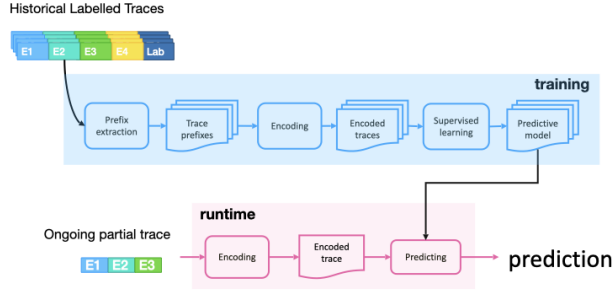 Historical Labelled Traces
E1 E2 E3 E4 Lab
training
Prefix
extraction
Trace
prefixes
Encoding
Encoded
traces
Supervised
learning
Predictive
model
runtime
Ongoing partial trace
E1 E2 E3
Encoding
Encoded
trace
Predicting
prediction